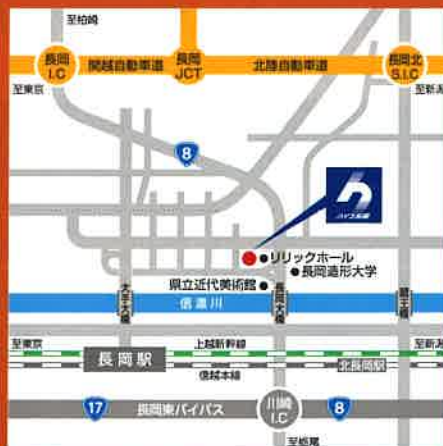 至柏崎
長岡
I.C
関越自動車道
長岡
JCT
北陸自動車道
長岡北
S.I.C
至東京
至新潟
8
ハイブ長岡
リリックホール
長岡造形大学
県立近代美術館
大手大橋
信濃川
長岡大橋
蔵王橋
至東京
上越新幹線
至新潟
長岡駅
北長岡駅
信越本線
17
長岡東バイパス
川崎
I.C
8
至栃尾